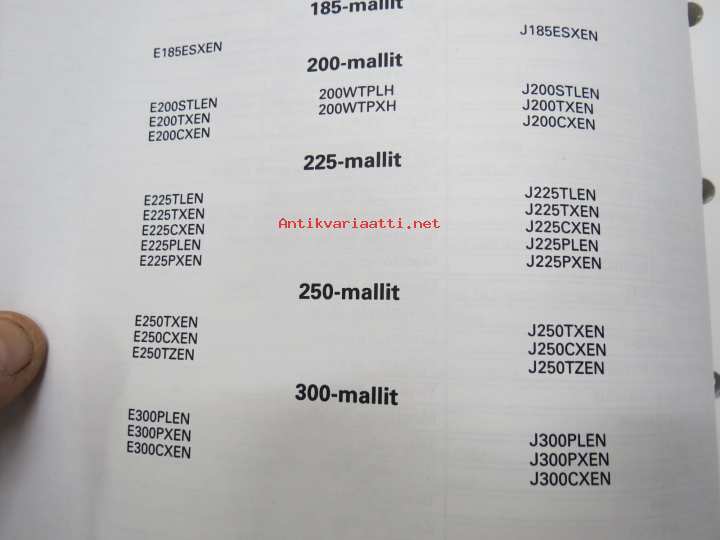 185-mallit
E185ESXEN J185ESXEN
200-mallit
E200STLEN 200WTPLH J200STLEN
E200TXEN 200WTPXH J200TXEN
E200CXEN J200CXEN
225-mallit
E225TLEN J225TLEN
E225TXEN J225TXEN
E225CXEN J225CXEN
E225PLEN J225PLEN
E225PXEN J225PXEN
Antikvariaatti.net
250-mallit
E250TXEN J250TXEN
E250CXEN J250CXEN
E250TZEN J250TZEN
300-mallit
E300PLEN J300PLEN
E300PXEN J300PXEN
E300CXEN J300CXEN